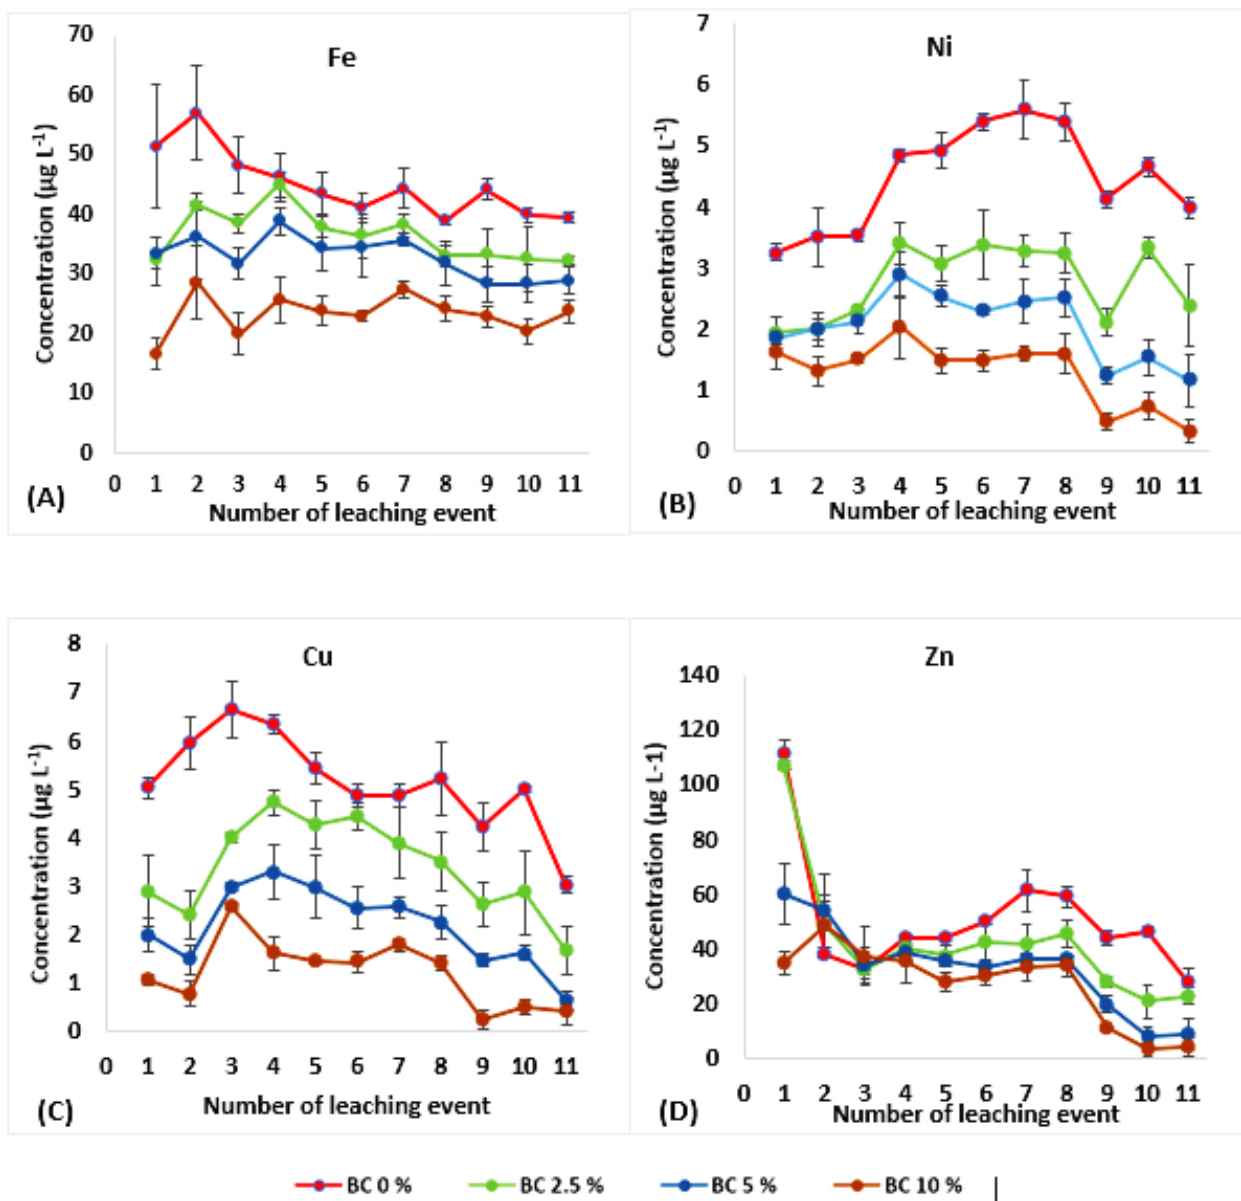 Fe
Concentration (µg L⁻¹)
70
60
50
40
30
20
10
0
0 1 2 3 4 5 6 7 8 9 10 11
Number of leaching event
(A)
Ni
Concentration (µg L⁻¹)
7
6
5
4
3
2
1
0
0 1 2 3 4 5 6 7 8 9 10 11
Number of leaching event
(B)
Cu
Concentration (µg L⁻¹)
8
7
6
5
4
3
2
1
0
0 1 2 3 4 5 6 7 8 9 10 11
Number of leaching event
(C)
Zn
Concentration (µg L-1)
140
120
100
80
60
40
20
0
0 1 2 3 4 5 6 7 8 9 10 11
Number of leaching event
(D)
BC 0 % BC 2.5 % BC 5 % BC 10 %